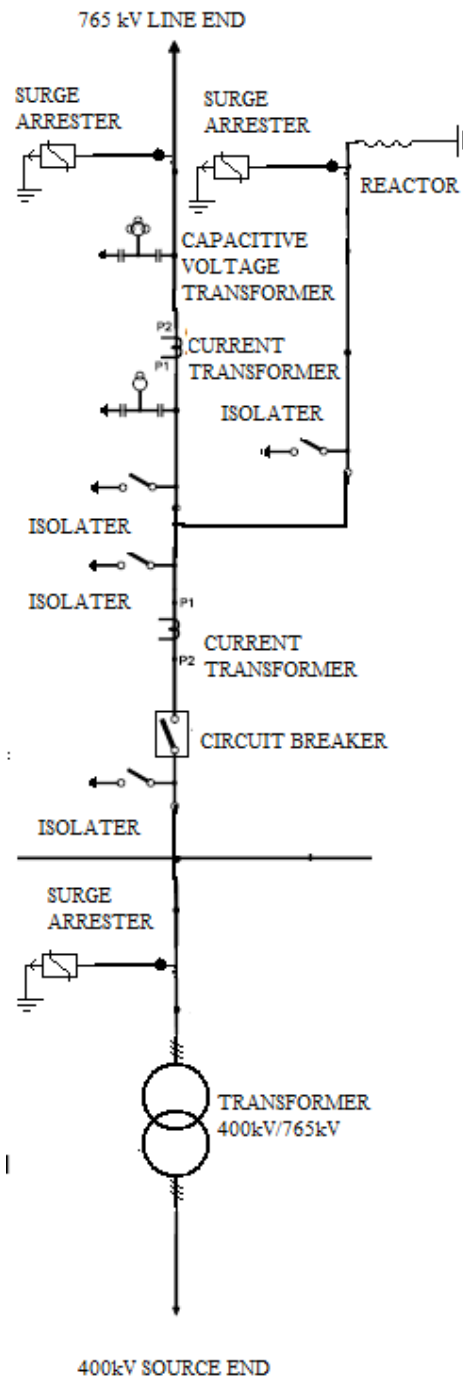 765 kV LINE END
SURGE
ARRESTER
SURGE
ARRESTER
REACTOR
CAPACITIVE
VOLTAGE
TRANSFORMER
P2
P1
CURRENT
TRANSFORMER
ISOLATER
ISOLATER
ISOLATER
P1
P2
CURRENT
TRANSFORMER
CIRCUIT BREAKER
:
ISOLATER
SURGE
ARRESTER
TRANSFORMER
400kV/765kV
400kV SOURCE END